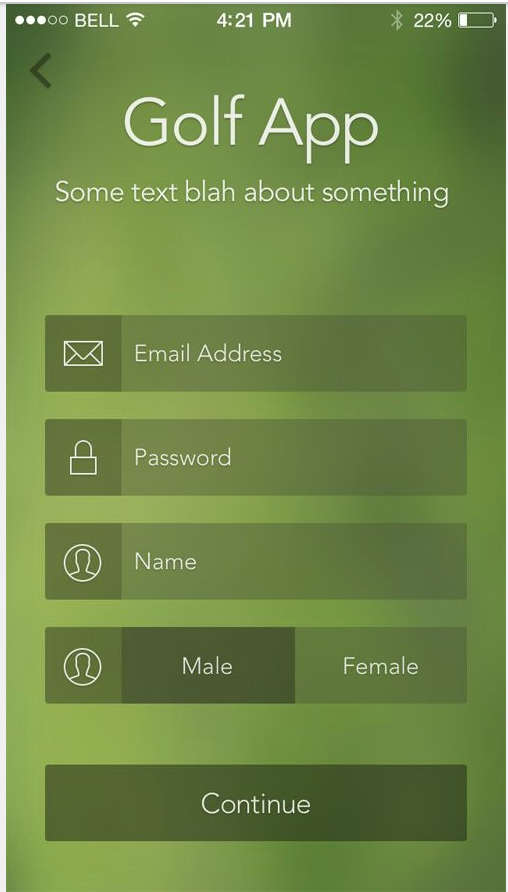 BELL 4:21 PM 22%
Golf App
Some text blah about something
Email Address
Password
Name
Male Female
Continue